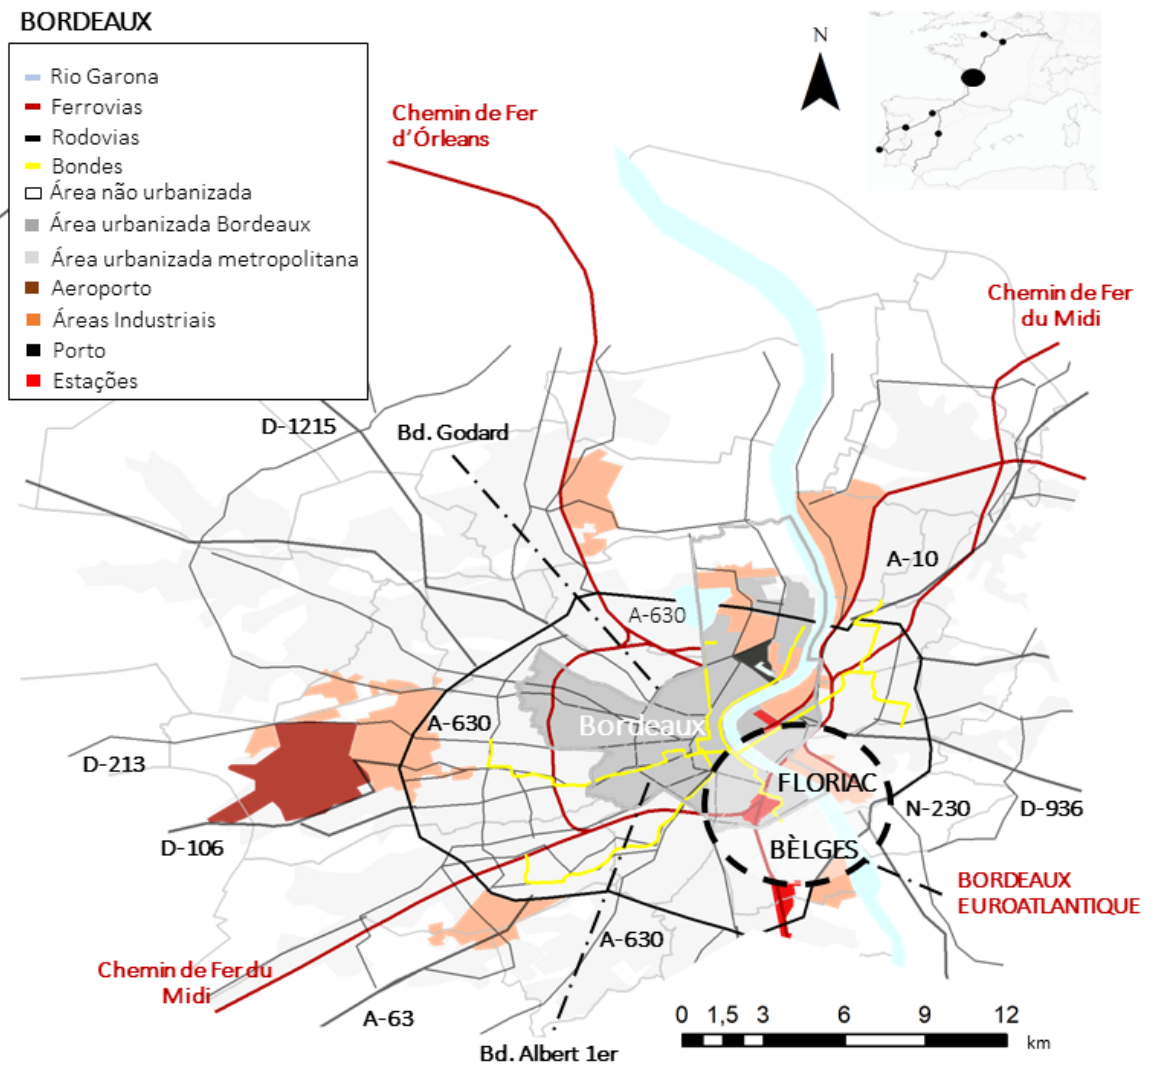 BORDEAUX
Rio Garona
Ferrovias
Rodovias
Bondes
Área não urbanizada
Área urbanizada Bordeaux
Área urbanizada metropolitana
Aeroporto
Áreas Industriais
Porto
Estações
N
Chemin de Fer
d’Órleans
Chemin de Fer
du Midi
D-1215
Bd. Godard
A-10
A-630
A-630
Bordeaux
D-213
FLORIAC
N-230
D-936
D-106
BÈLGES
BORDEAUX
EUROATLANTIQUE
A-630
Chemin de Fer du
Midi
A-63
Bd. Albert 1er
0 1,5 3 6 9 12
km